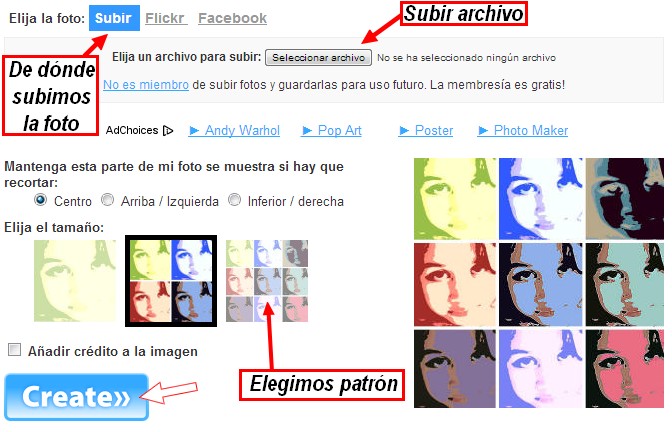 Elija la foto: Subir Flickr Facebook
Subir archivo
Elija un archivo para subir: Seleccionar archivo No se ha seleccionado ningún archivo
De dónde
subimos
la foto
No es miembro de subir fotos y guardarlas para uso futuro. La membresía es gratis!
AdChoices ► Andy Warhol ► Pop Art ► Poster ► Photo Maker
Mantenga esta parte de mi foto se muestra si hay que
recortar:
Centro Arriba / Izquierda Inferior / derecha
Elija el tamaño:
Añadir crédito a la imagen
Elegimos patrón
Create»